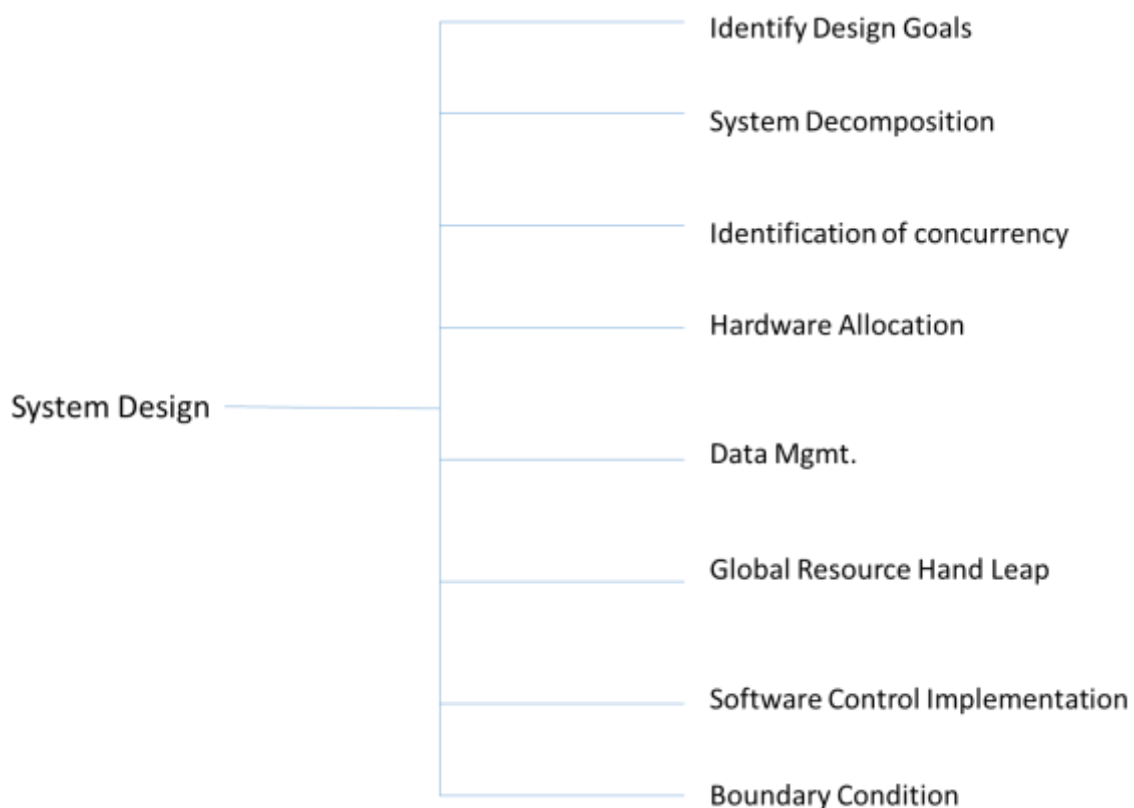 Identify Design Goals
System Decomposition
Identification of concurrency
Hardware Allocation
System Design
Data Mgmt.
Global Resource Hand Leap
Software Control Implementation
Boundary Condition